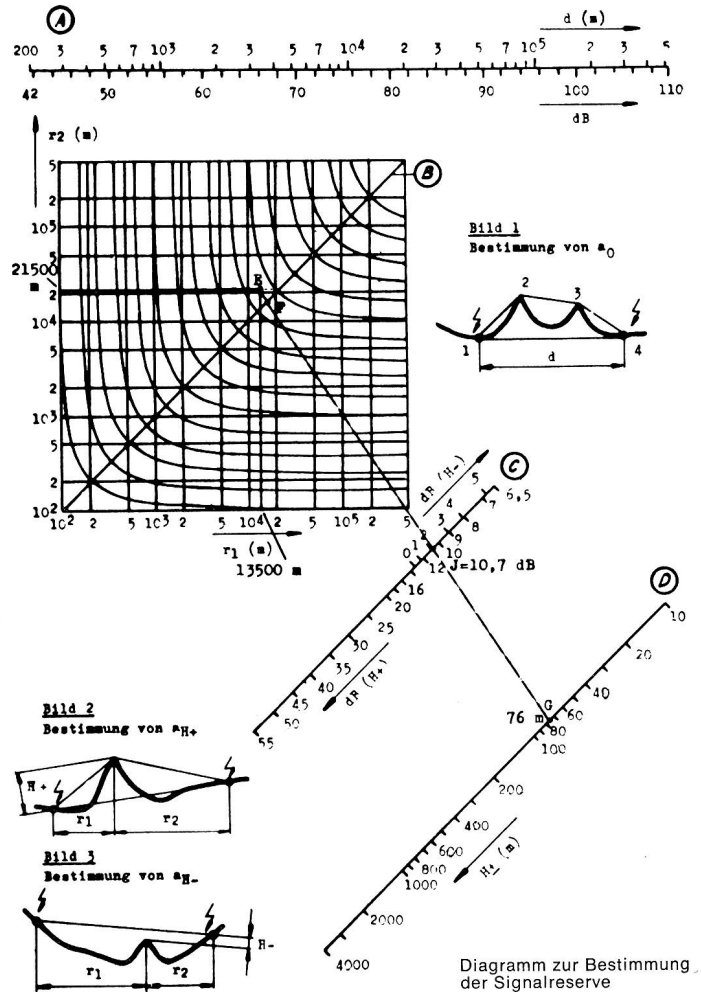 A
d (m)
200 3 5 7 10³ 2 3 5 7 10⁴ 2 3 5 7 10⁵ 2 3 5
42 50 60 70 80 90 100 110
dB
r₂ (m)
B
5
2
10⁵
5
21500 m
2
E
F
10⁴
5
2
10³
5
2
10²
10² 2 5 10³ 2 5 10⁴ 2 5 10⁵ 2 5
r₁ (m)
13500 m
Bild 1
Bestimmung von a₀
2 3
1 4
d
C
dB (H-)
5 4 3 2 1 0
6,5 7 8 9 10 12 16 20 25 30 35 40 45 50 55
J=10,7 dB
dB (H+)
D
10 20 40 60 80 100 200 400 600 800 1000 2000 4000
G
76 m
H± (m)
Bild 2
Bestimmung von aH+
H+
r₁ r₂
Bild 3
Bestimmung von aH-
H-
r₁ r₂
Diagramm zur Bestimmung
der Signalreserve